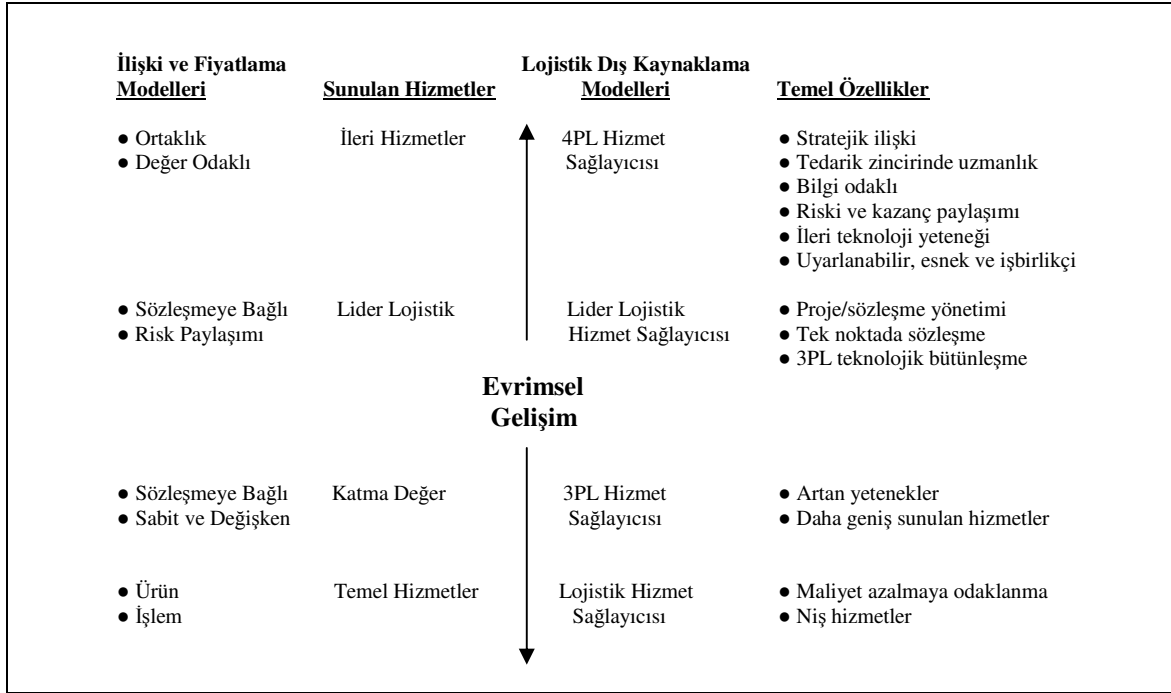 İlişki ve Fiyatlama Modelleri
Sunulan Hizmetler
Lojistik Dış Kaynaklama Modelleri
Temel Özellikler
● Ortaklık
● Değer Odaklı
İleri Hizmetler
4PL Hizmet
Sağlayıcısı
● Stratejik ilişki
● Tedarik zincirinde uzmanlık
● Bilgi odaklı
● Riski ve kazanç paylaşımı
● İleri teknoloji yeteneği
● Uyarlanabilir, esnek ve işbirlikçi
● Sözleşmeye Bağlı
● Risk Paylaşımı
Lider Lojistik
Lider Lojistik
Hizmet Sağlayıcısı
● Proje/sözleşme yönetimi
● Tek noktada sözleşme
● 3PL teknolojik bütünleşme
Evrimsel
Gelişim
● Sözleşmeye Bağlı
● Sabit ve Değişken
Katma Değer
3PL Hizmet
Sağlayıcısı
● Artan yetenekler
● Daha geniş sunulan hizmetler
● Ürün
● İşlem
Temel Hizmetler
Lojistik Hizmet
Sağlayıcısı
● Maliyet azalmaya odaklanma
● Niş hizmetler